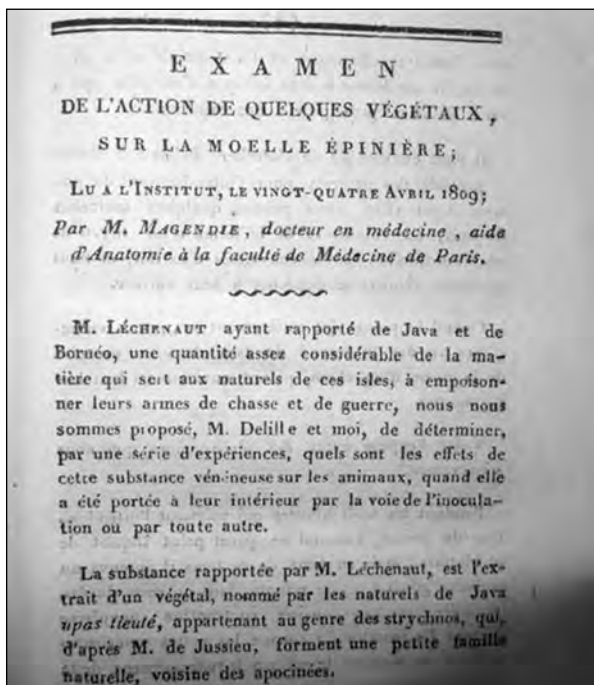 E X A M E N
DE L'ACTION DE QUELQUES VÉGÉTAUX,
SUR LA MOELLE ÉPINIÈRE;
LU A L'INSTITUT, LE VINGT-QUATRE AVRIL 1809;
Par M. MAGENDIE, docteur en médecine, aide
d'Anatomie à la faculté de Médecine de Paris.
M. LÉCHENAUT ayant rapporté de Java et de
Bornéo, une quantité assez considérable de la ma-
tière qui sert aux naturels de ces isles, à empoison-
ner leurs armes de chasse et de guerre, nous nous
sommes proposé, M. Delille et moi, de déterminer,
par une série d'expériences, quels sont les effets de
cette substance vénéneuse sur les animaux, quand elle
a été portée à leur intérieur par la voie de l'inocula-
tion ou par toute autre.
La substance rapportée par M. Léchenaut, est l'ex-
trait d'un végétal, nommé par les naturels de Java
upas tieuté, appartenant au genre des strychnos, qui,
d'après M. de Jussieu, forment une petite famille
naturelle, voisine des apocinées.